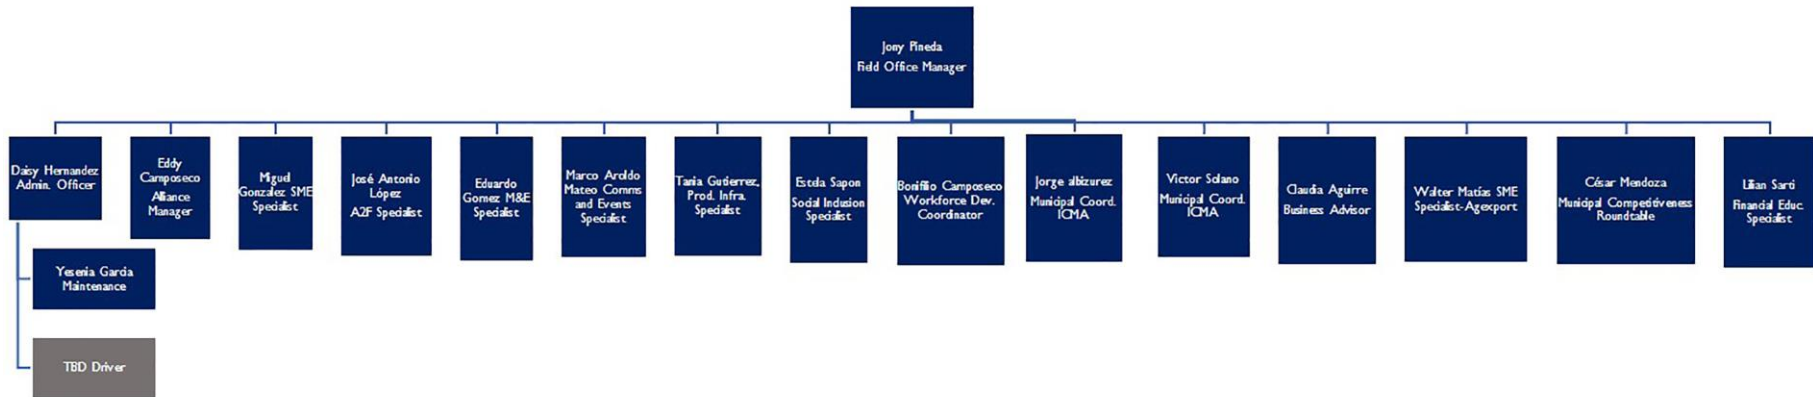 Jony Pineda
Field Office Manager
Daisy Hernandez
Admin. Officer
Eddy
Camposeco
Alliance
Manager
Miguel
Gonzalez SME
Specialist
José Antonio
López
A2F Specialist
Eduardo
Gomez M&E
Specialist
Marco Aroldo
Mateo Comms
and Events
Specialist
Tania Gutierrez,
Prod. Infra.
Specialist
Estela Sapon
Social Inclusion
Specialist
Bonifilio Camposeco
Workforce Dev.
Coordinator
Jorge albizurez
Municipal Coord.
ICMA
Victor Solano
Municipal Coord.
ICMA
Claudia Aguirre
Business Advisor
Walter Matías SME
Specialist-Agexport
César Mendoza
Municipal Competitiveness
Roundtable
Lilian Sarti
Financial Educ.
Specialist
Yesenia Garcia
Maintenance
TBD Driver